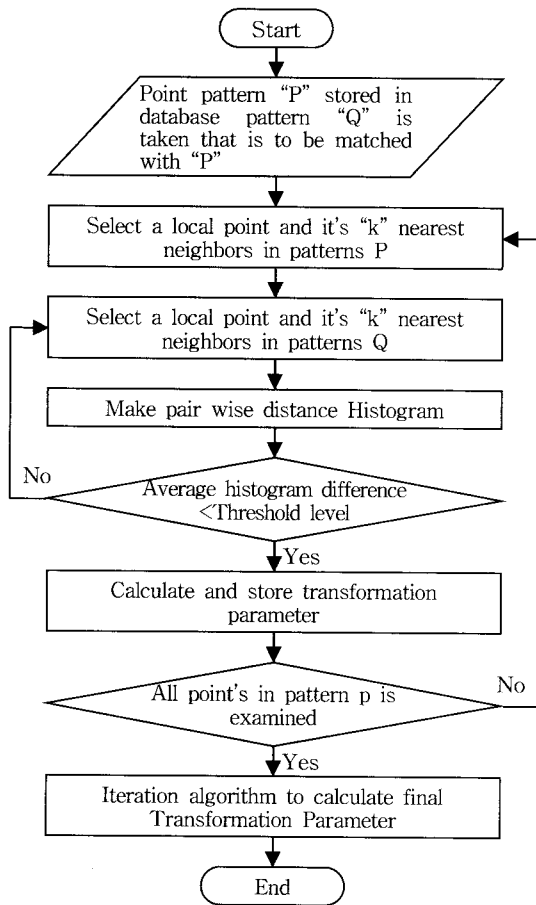 Start
Point pattern “P” stored in
database pattern “Q” is
taken that is to be matched
with “P”
Select a local point and it's “k” nearest
neighbors in patterns P
Select a local point and it's “k” nearest
neighbors in patterns Q
Make pair wise distance Histogram
No
Average histogram difference
<Threshold level
Yes
Calculate and store transformation
parameter
All point's in pattern p is
examined
No
Yes
Iteration algorithm to calculate final
Transformation Parameter
End